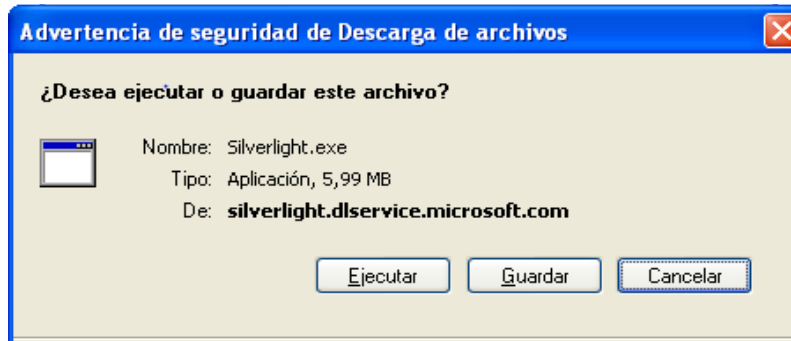 Advertencia de seguridad de Descarga de archivos
¿Desea ejecutar o guardar este archivo?
Nombre: Silverlight.exe
Tipo: Aplicación, 5,99 MB
De: silverlight.dlservice.microsoft.com
Ejecutar Guardar Cancelar